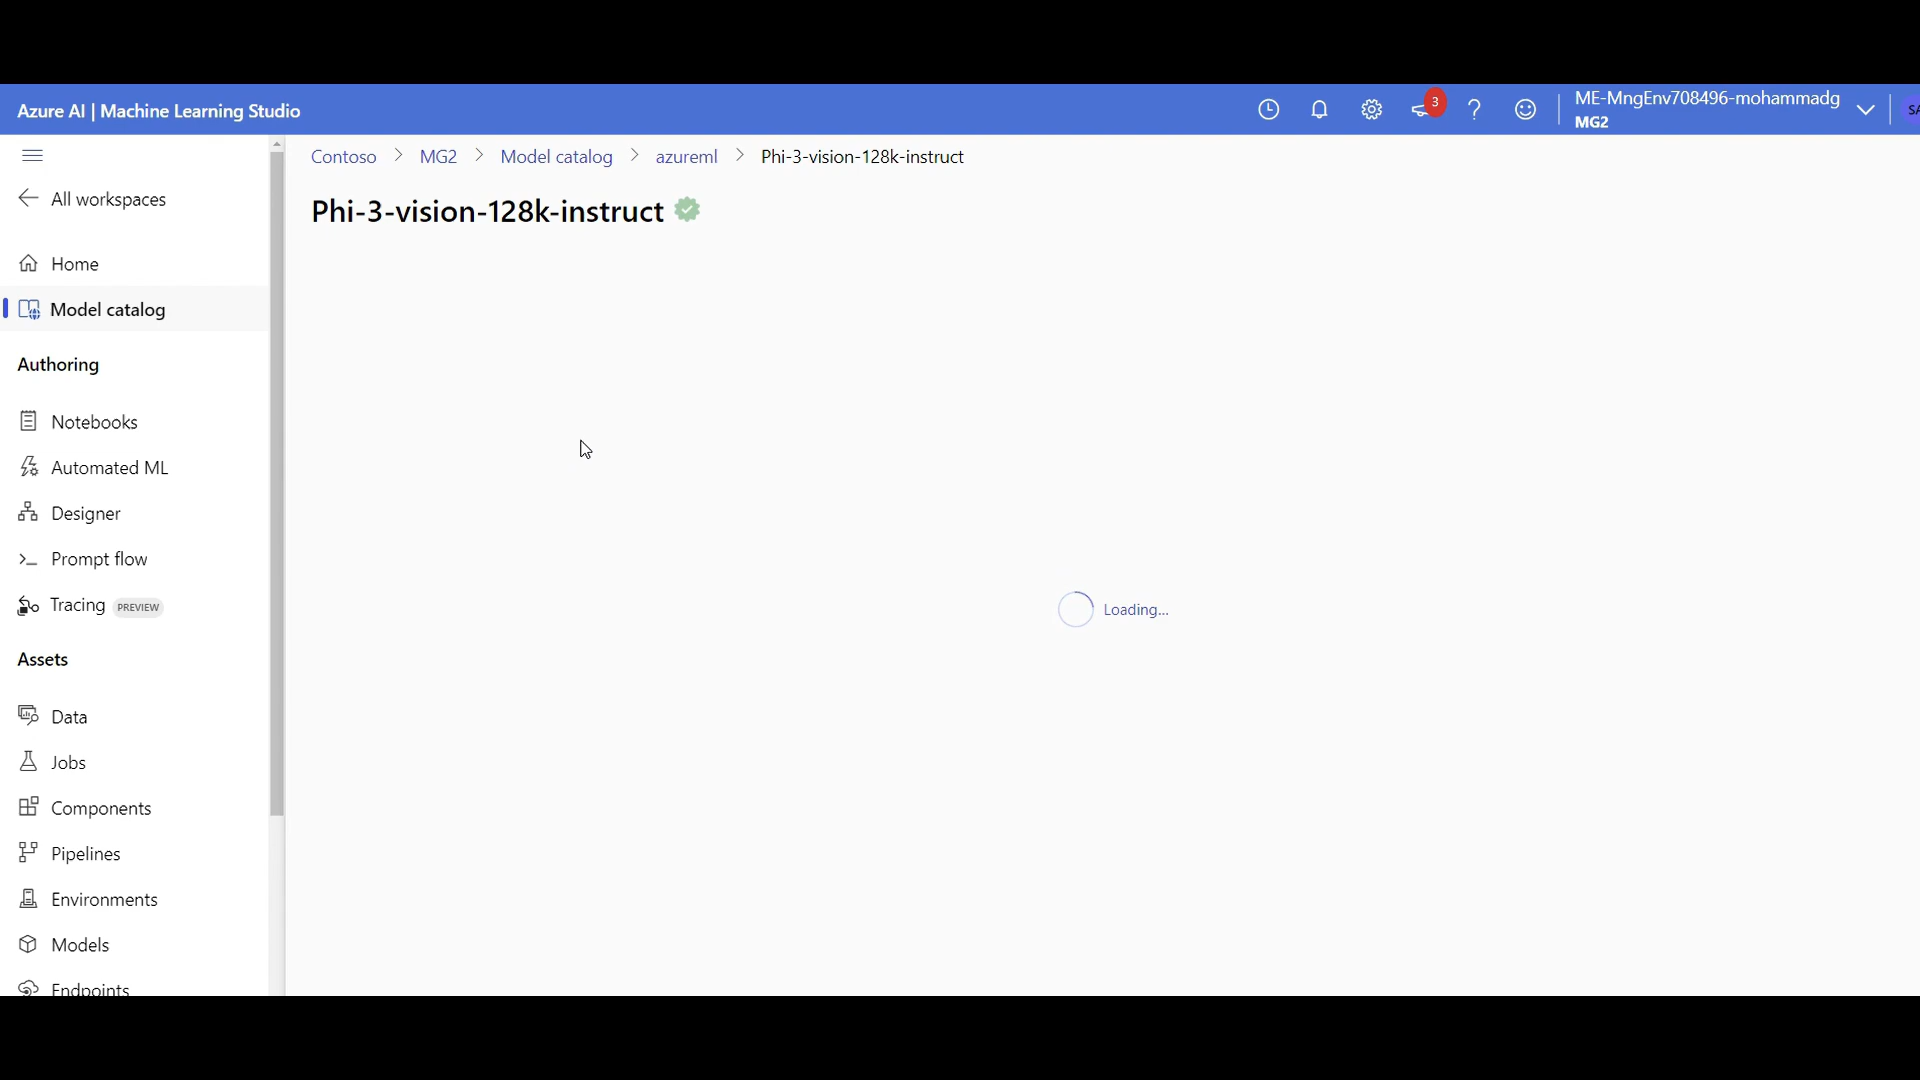 Azure AI | Machine Learning Studio
3
ME-MngEnv708496-mohammadg
MG2
SA
All workspaces
Home
Model catalog
Authoring
Notebooks
Automated ML
Designer
Prompt flow
Tracing PREVIEW
Assets
Data
Jobs
Components
Pipelines
Environments
Models
Endpoints
Contoso > MG2 > Model catalog > azureml > Phi-3-vision-128k-instruct
Phi-3-vision-128k-instruct
Loading...